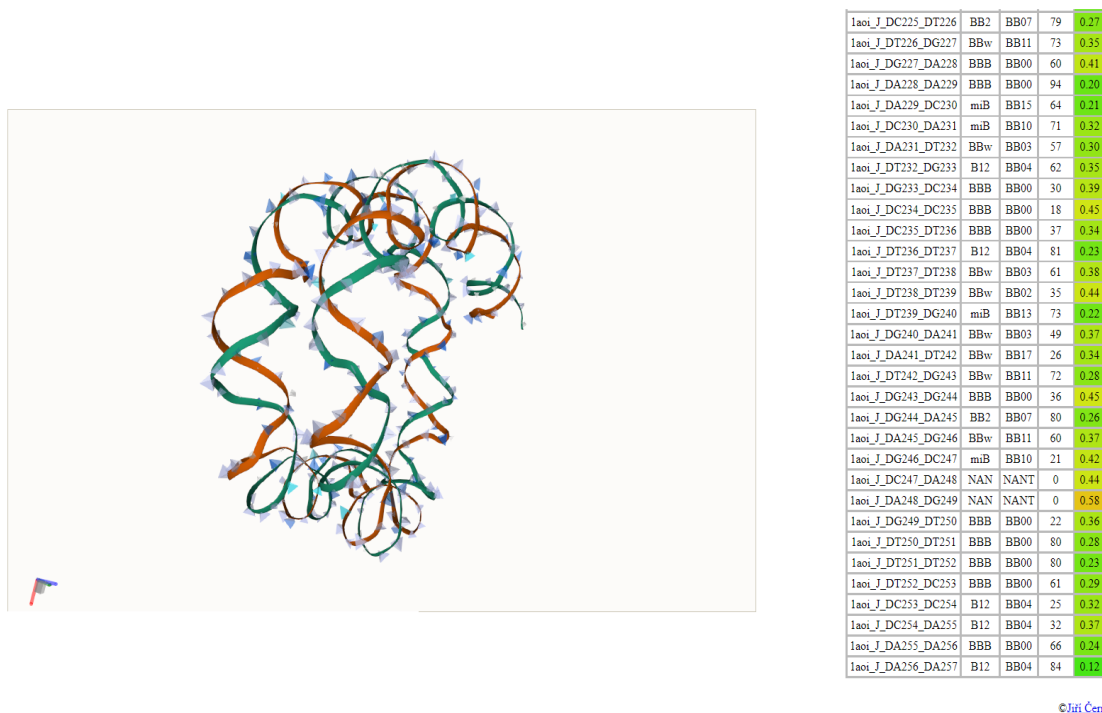 1aoi_J_DC225_DT226 BB2 BB07 79 0.27
1aoi_J_DT226_DG227 BBw BB11 73 0.35
1aoi_J_DG227_DA228 BBB BB00 60 0.41
1aoi_J_DA228_DA229 BBB BB00 94 0.20
1aoi_J_DA229_DC230 miB BB15 64 0.21
1aoi_J_DC230_DA231 miB BB10 71 0.32
1aoi_J_DA231_DT232 BBw BB03 57 0.30
1aoi_J_DT232_DG233 B12 BB04 62 0.35
1aoi_J_DG233_DC234 BBB BB00 30 0.39
1aoi_J_DC234_DC235 BBB BB00 18 0.45
1aoi_J_DC235_DT236 BBB BB00 37 0.34
1aoi_J_DT236_DT237 B12 BB04 81 0.23
1aoi_J_DT237_DT238 BBw BB03 61 0.38
1aoi_J_DT238_DT239 BBw BB02 35 0.44
1aoi_J_DT239_DG240 miB BB13 73 0.22
1aoi_J_DG240_DA241 BBw BB03 49 0.37
1aoi_J_DA241_DT242 BBw BB17 26 0.34
1aoi_J_DT242_DG243 BBw BB11 72 0.28
1aoi_J_DG243_DG244 BBB BB00 36 0.45
1aoi_J_DG244_DA245 BB2 BB07 80 0.26
1aoi_J_DA245_DG246 BBw BB11 60 0.37
1aoi_J_DG246_DC247 miB BB10 21 0.42
1aoi_J_DC247_DA248 NAN NANT 0 0.44
1aoi_J_DA248_DG249 NAN NANT 0 0.58
1aoi_J_DG249_DT250 BBB BB00 22 0.36
1aoi_J_DT250_DT251 BBB BB00 80 0.28
1aoi_J_DT251_DT252 BBB BB00 80 0.23
1aoi_J_DT252_DC253 BBB BB00 61 0.29
1aoi_J_DC253_DC254 B12 BB04 25 0.32
1aoi_J_DC254_DA255 B12 BB04 32 0.37
1aoi_J_DA255_DA256 BBB BB00 66 0.24
1aoi_J_DA256_DA257 B12 BB04 84 0.12
©Jiří